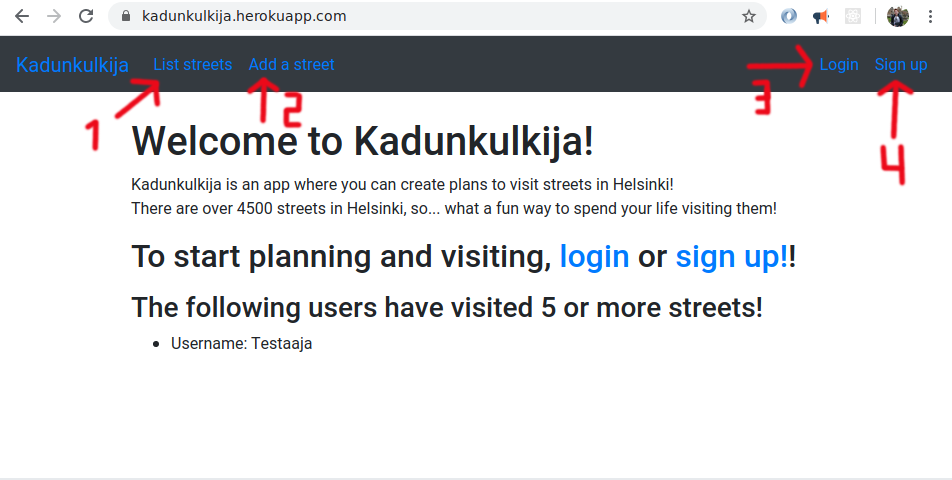 kadunkulkija.herokuapp.com
Kadunkulkija List streets Add a street Login Sign up
1 2 3 4
Welcome to Kadunkulkija!
Kadunkulkija is an app where you can create plans to visit streets in Helsinki!
There are over 4500 streets in Helsinki, so... what a fun way to spend your life visiting them!
To start planning and visiting, login or sign up!!
The following users have visited 5 or more streets!
• Username: Testaaja